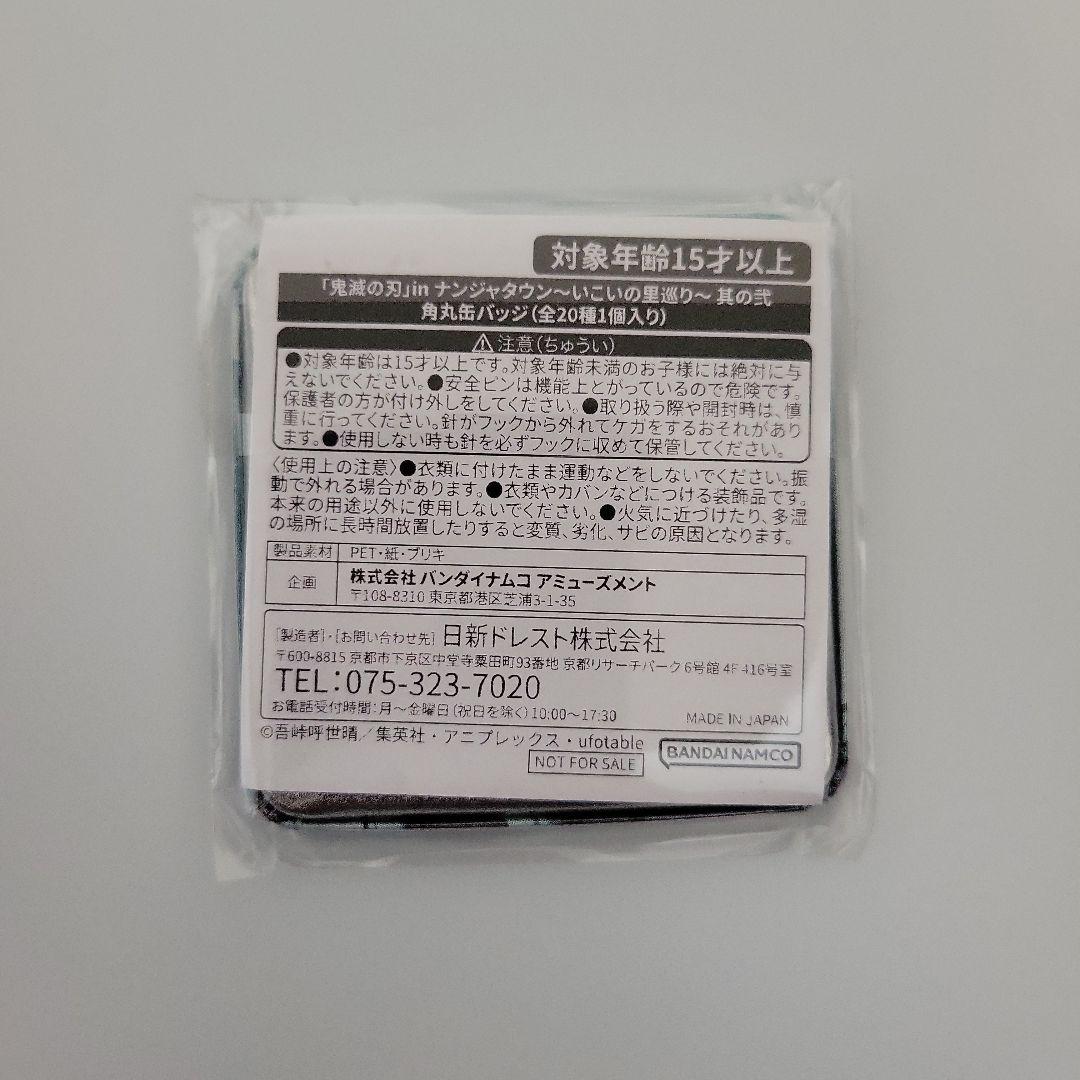 対象年齢15才以上
「鬼滅の刃」in ナンジャタウン～いこいの里巡り～ 其の弐
角丸缶バッジ(全20種1個入り)
⚠注意(ちゅうい)
●対象年齢は15才以上です。対象年齢未満のお子様には絶対に与
えないでください。●安全ピンは機能上とがっているので危険です。
保護者の方が付け外しをしてください。●取り扱う際や開封時は、慎
重に行ってください。針がフックから外れてケガをするおそれがあり
ます。●使用しない時も針を必ずフックに収めて保管してください。
〈使用上の注意〉●衣類に付けたまま運動などをしないでください。振
動で外れる場合があります。●衣類やカバンなどにつける装飾品です。
本来の用途以外に使用しないでください。●火気に近づけたり、多湿
の場所に長時間放置したりすると変質、劣化、サビの原因となります。
製品素材 PET・紙・ブリキ
企画 株式会社バンダイナムコ アミューズメント
〒108-8310 東京都港区芝浦3-1-35
[製造者]・[お問い合わせ先] 日新ドレスト株式会社
〒600-8815 京都市下京区中堂寺粟田町93番地 京都リサーチパーク6号館 4F 416号室
TEL:075-323-7020
お電話受付時間:月～金曜日(祝日を除く)10:00～17:30
MADE IN JAPAN
©吾峠呼世晴／集英社・アニプレックス・ufotable
NOT FOR SALE
BANDAI NAMCO